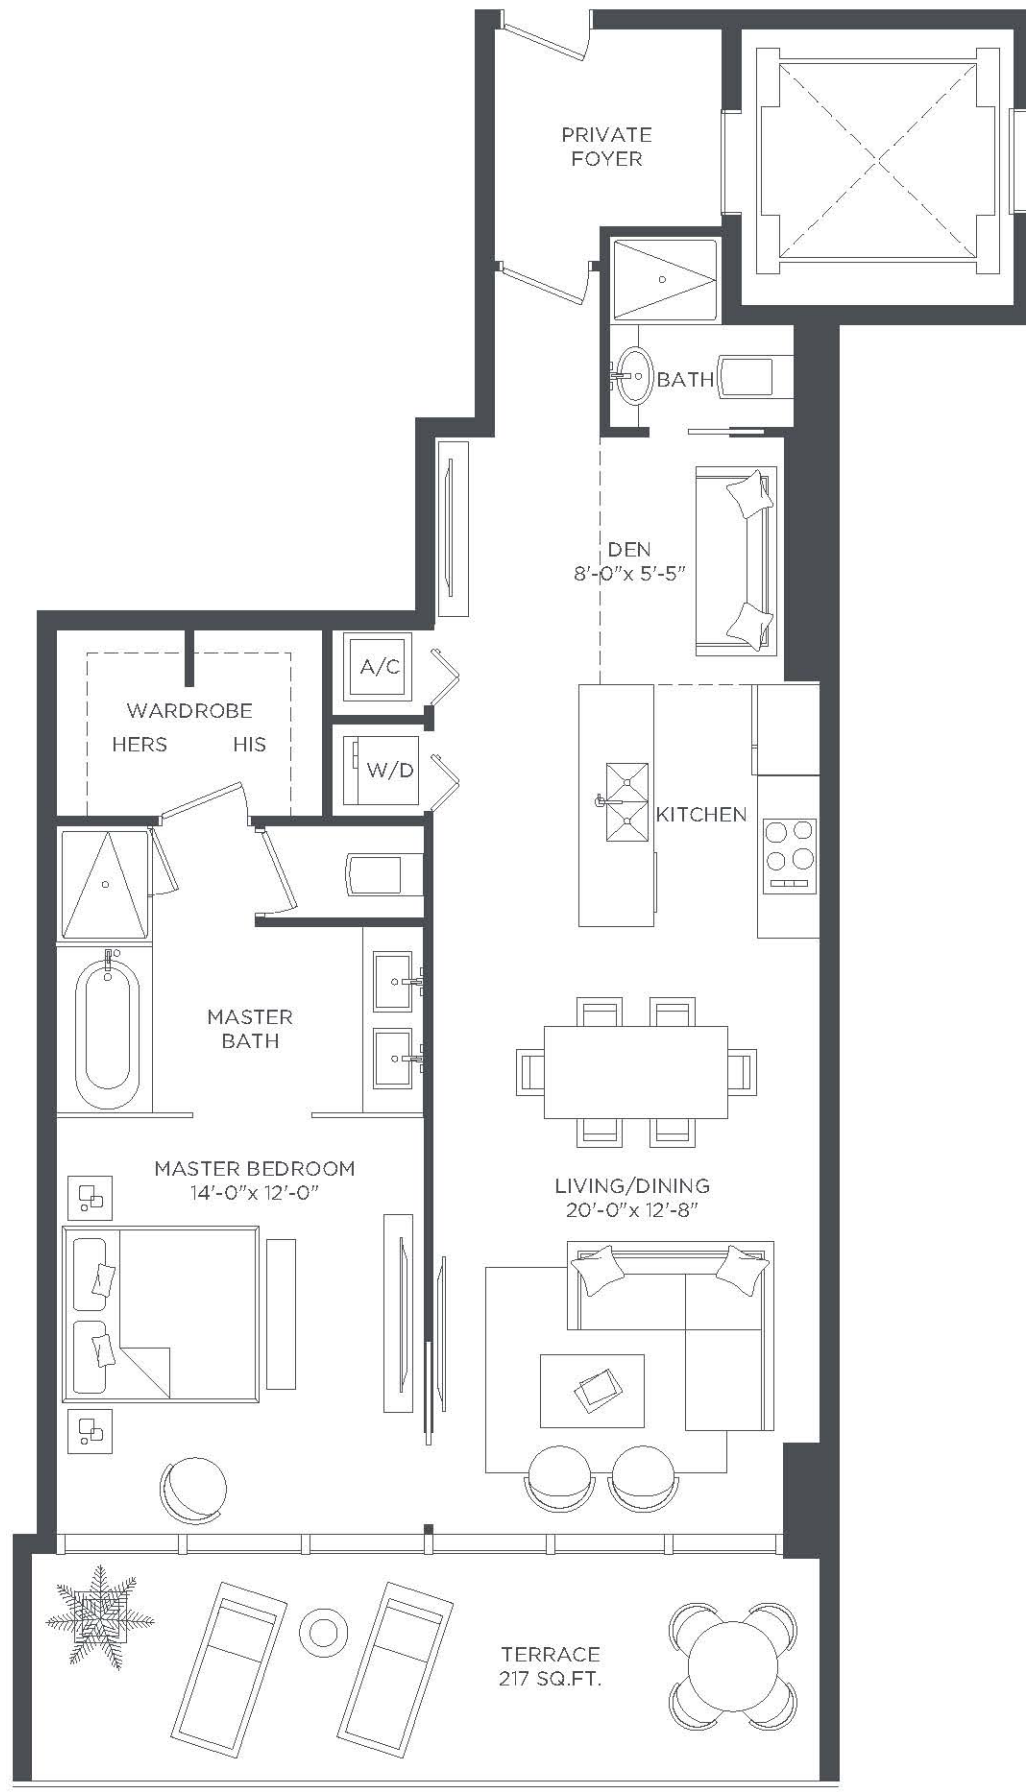 PRIVATE
FOYER
BATH
DEN
8'-0"x 5'-5"
A/C
WARDROBE
HERS HIS
W/D
KITCHEN
MASTER
BATH
MASTER BEDROOM
14'-0"x 12'-0"
LIVING/DINING
20'-0"x 12'-8"
TERRACE
217 SQ.FT.